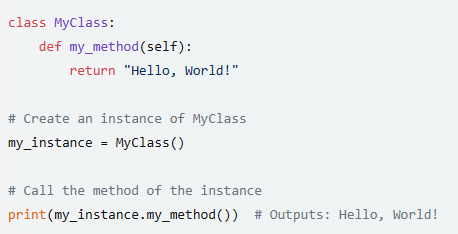 class MyClass:
    def my_method(self):
        return "Hello, World!"
# Create an instance of MyClass
my_instance = MyClass()
# Call the method of the instance
print(my_instance.my_method())  # Outputs: Hello, World!